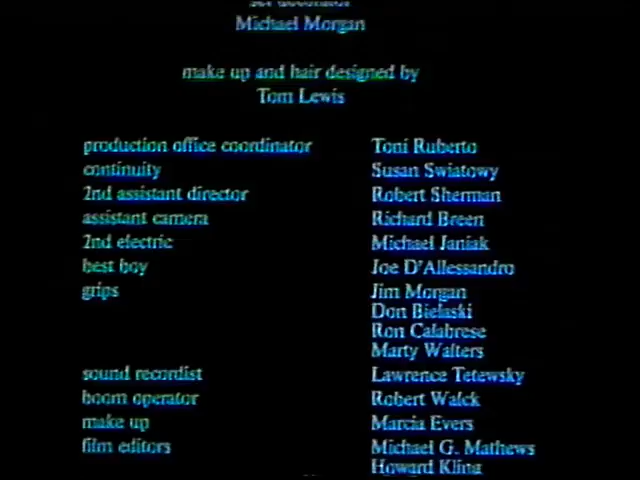 set decorator
Michael Morgan
make up and hair designed by
Tom Lewis
production office coordinator Toni Ruberto
continuity Susan Swiatowy
2nd assistant director Robert Sherman
assistant camera Richard Breen
2nd electric Michael Janiak
best boy Joe D'Allessandro
grips Jim Morgan
Don Bielaski
Ron Calabrese
Marty Walters
sound recordist Lawrence Tetewsky
boom operator Robert Walck
make up Marcia Evers
film editors Michael G. Mathews
Howard Kling